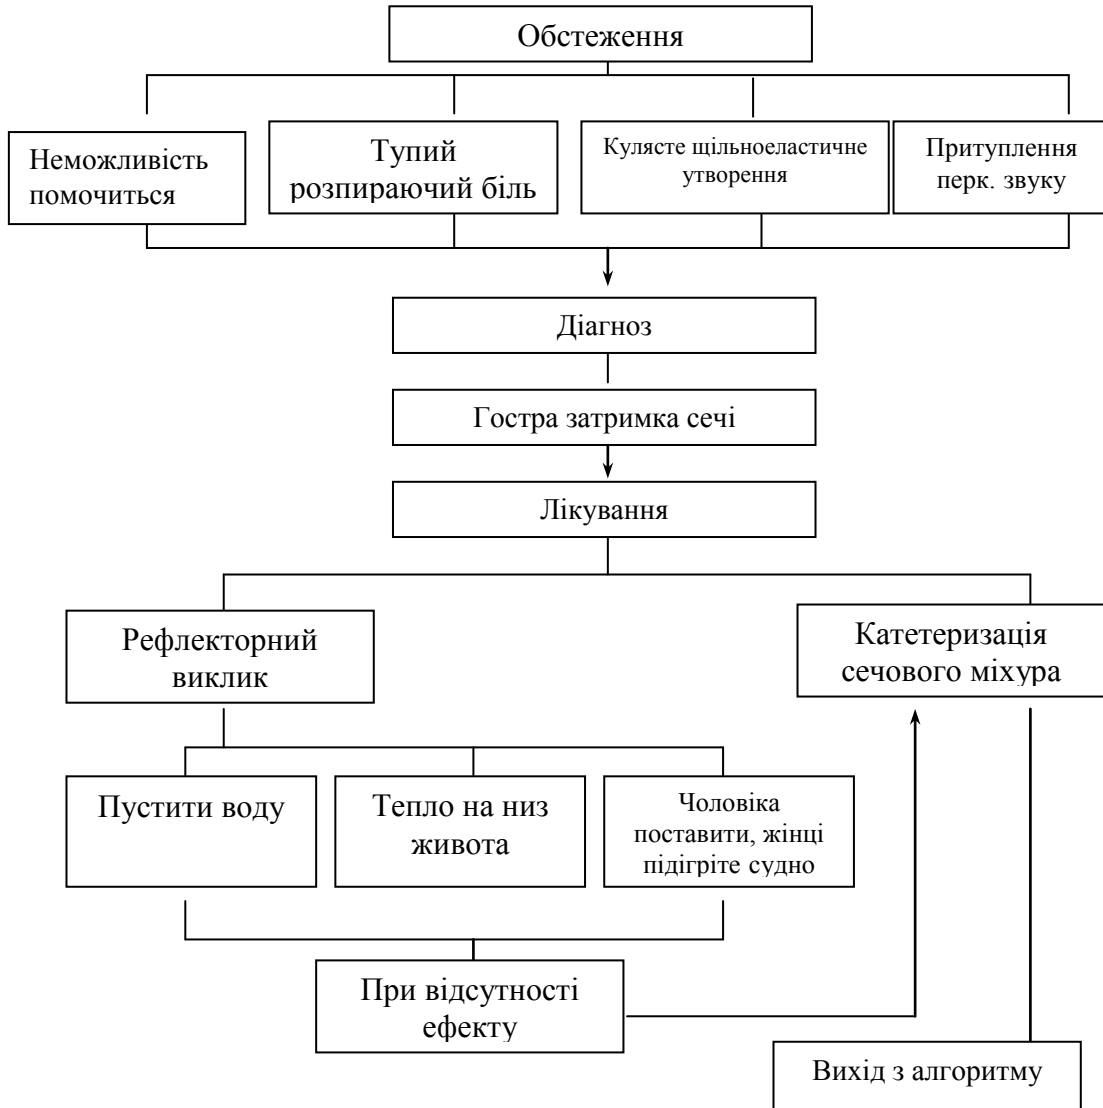 Обстеження
Неможливість
помочиться
Тупий
розпираючий біль
Кулясте щільноеластичне
утворення
Притуплення
перк. звуку
Діагноз
Гостра затримка сечі
Лікування
Рефлекторний
виклик
Катетеризація
сечового міхура
Пустити воду
Тепло на низ
живота
Чоловіка
поставити, жінці
підігріте судно
При відсутності
ефекту
Вихід з алгоритму